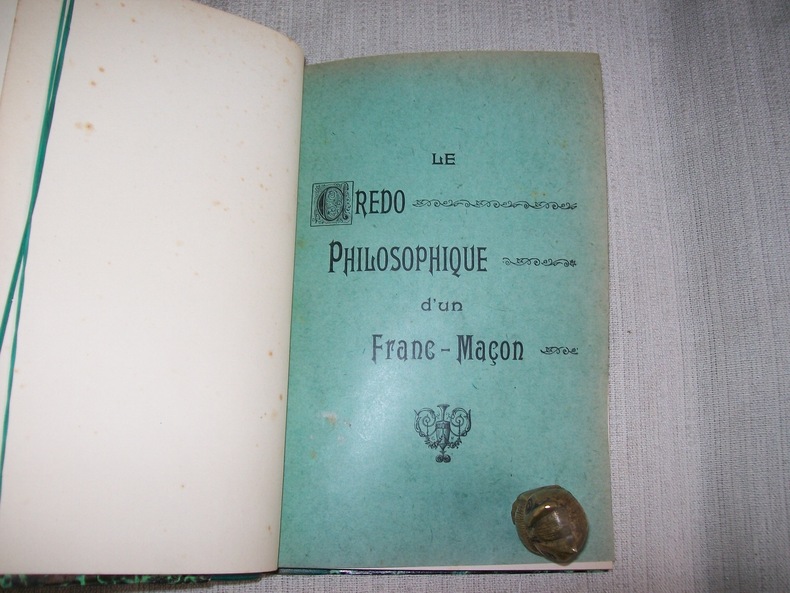 LE
CREDO
PHILOSOPHIQUE
d'un
Franc-Maçon